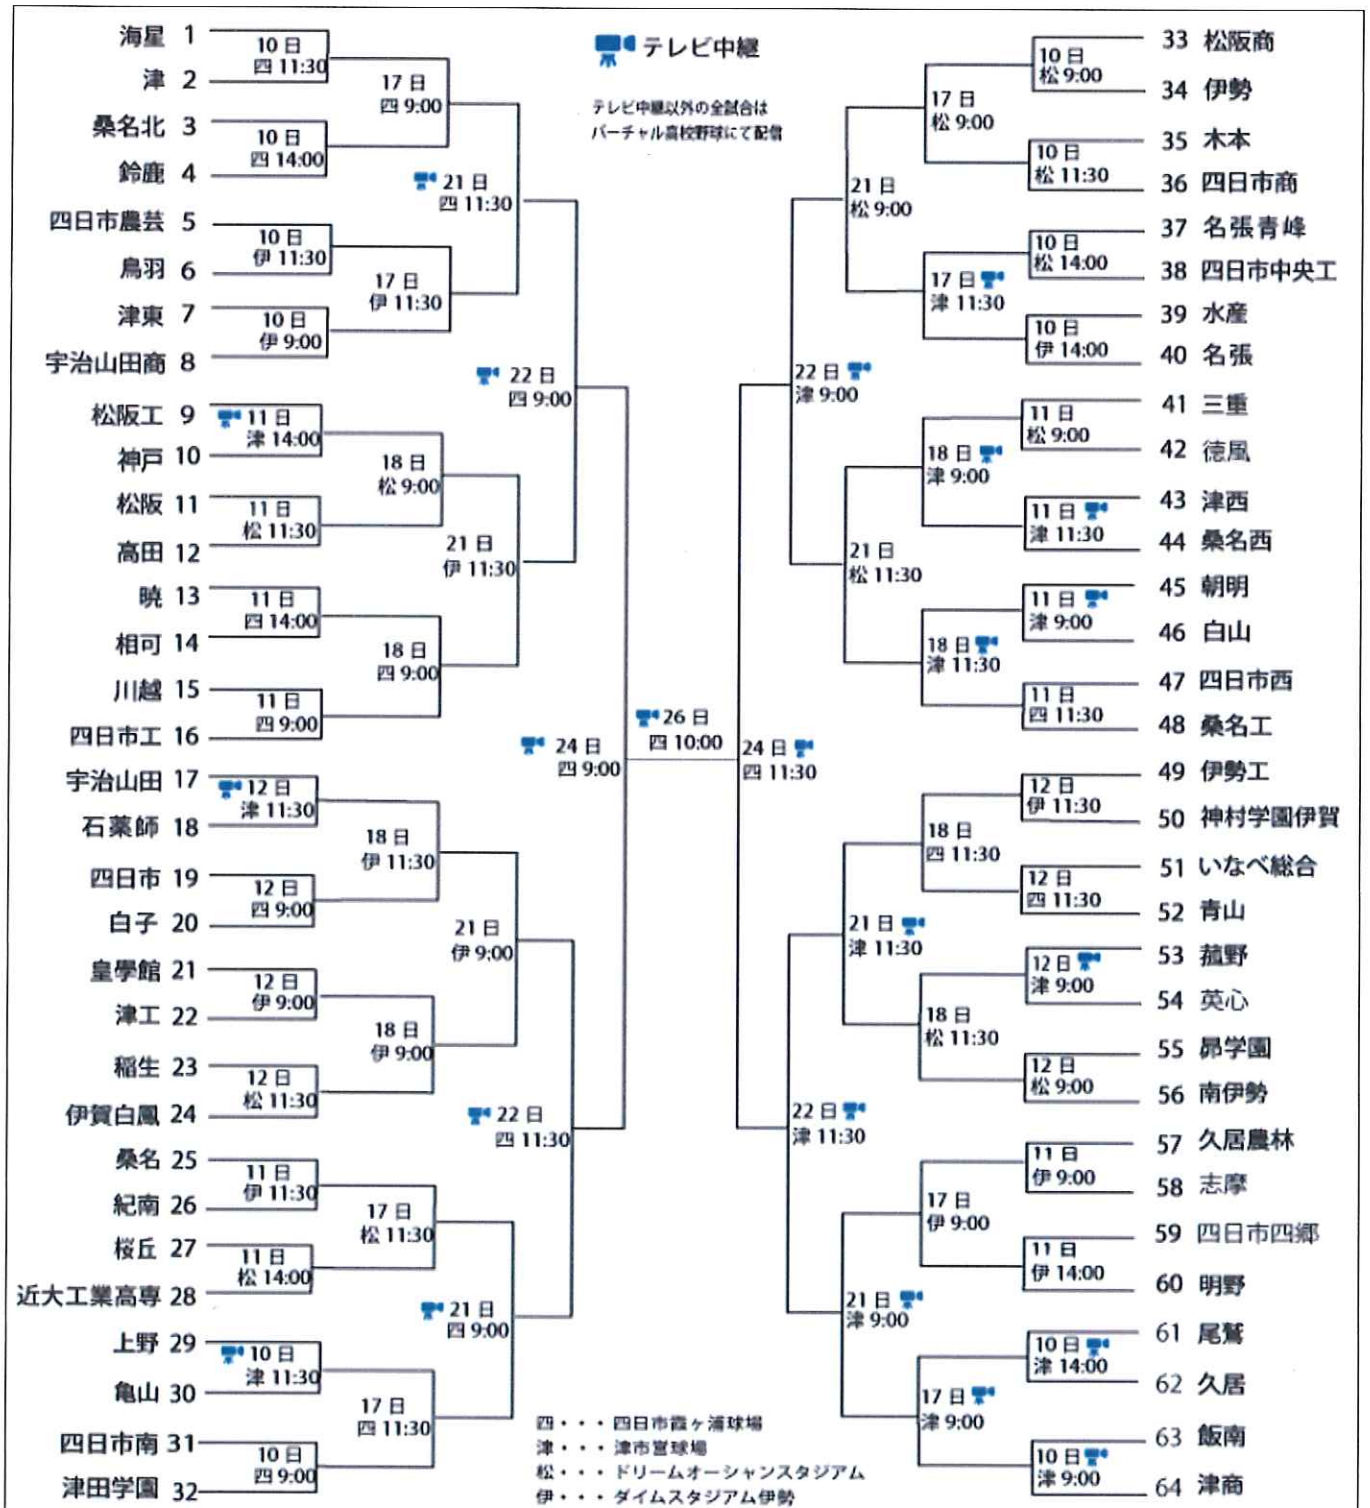 テレビ中継
テレビ中継以外の全試合は
バーチャル高校野球にて配信
海星 1
10日
四 11:30
津 2
17日
四 9:00
桑名北 3
10日
四 14:00
鈴鹿 4
21日
四 11:30
四日市農芸 5
10日
伊 11:30
鳥羽 6
17日
伊 11:30
津東 7
10日
伊 9:00
宇治山田商 8
22日
四 9:00
松阪工 9
11日
津 14:00
神戸 10
18日
松 9:00
松阪 11
11日
松 11:30
高田 12
21日
伊 11:30
暁 13
11日
四 14:00
相可 14
18日
四 9:00
川越 15
11日
四 9:00
四日市工 16
24日
四 9:00
宇治山田 17
12日
津 11:30
石薬師 18
18日
伊 11:30
四日市 19
12日
四 9:00
白子 20
21日
伊 9:00
皇學館 21
12日
伊 9:00
津工 22
18日
伊 9:00
稲生 23
12日
松 11:30
伊賀白鳳 24
22日
四 11:30
桑名 25
11日
伊 11:30
紀南 26
17日
松 11:30
桜丘 27
11日
松 14:00
近大工業高専 28
21日
四 9:00
上野 29
10日
津 11:30
亀山 30
17日
四 11:30
四日市南 31
10日
四 9:00
津田学園 32
26日
四 10:00
33 松阪商
10日
松 9:00
34 伊勢
17日
松 9:00
35 木本
10日
松 11:30
36 四日市商
21日
松 9:00
37 名張青峰
10日
松 14:00
38 四日市中央工
17日
津 11:30
39 水産
10日
伊 14:00
40 名張
22日
津 9:00
41 三重
11日
松 9:00
42 徳風
18日
津 9:00
43 津西
11日
津 11:30
44 桑名西
21日
松 11:30
45 朝明
11日
津 9:00
46 白山
18日
津 11:30
47 四日市西
11日
四 11:30
48 桑名工
24日
四 11:30
49 伊勢工
12日
伊 11:30
50 神村学園伊賀
18日
四 11:30
51 いなべ総合
12日
四 11:30
52 青山
21日
津 11:30
53 菰野
12日
津 9:00
54 英心
18日
松 11:30
55 昴学園
12日
松 9:00
56 南伊勢
22日
津 11:30
57 久居農林
11日
伊 9:00
58 志摩
17日
伊 9:00
59 四日市四郷
11日
伊 14:00
60 明野
21日
津 9:00
61 尾鷲
10日
津 14:00
62 久居
17日
津 9:00
63 飯南
10日
津 9:00
64 津商
四・・・四日市霞ヶ浦球場
津・・・津市営球場
松・・・ドリームオーシャンスタジアム
伊・・・ダイムスタジアム伊勢